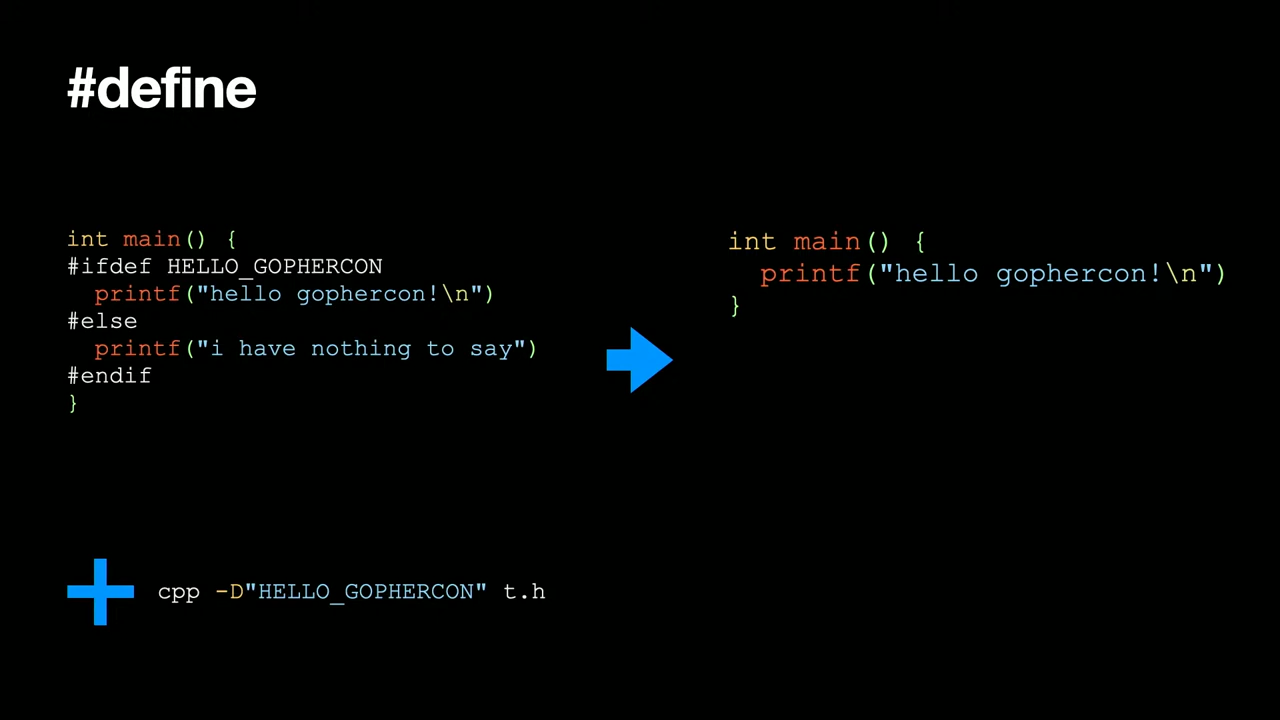 #define
int main() {
#ifdef HELLO_GOPHERCON
  printf("hello gophercon!\n")
#else
  printf("i have nothing to say")
#endif
}
int main() {
  printf("hello gophercon!\n")
}
cpp -D"HELLO_GOPHERCON" t.h